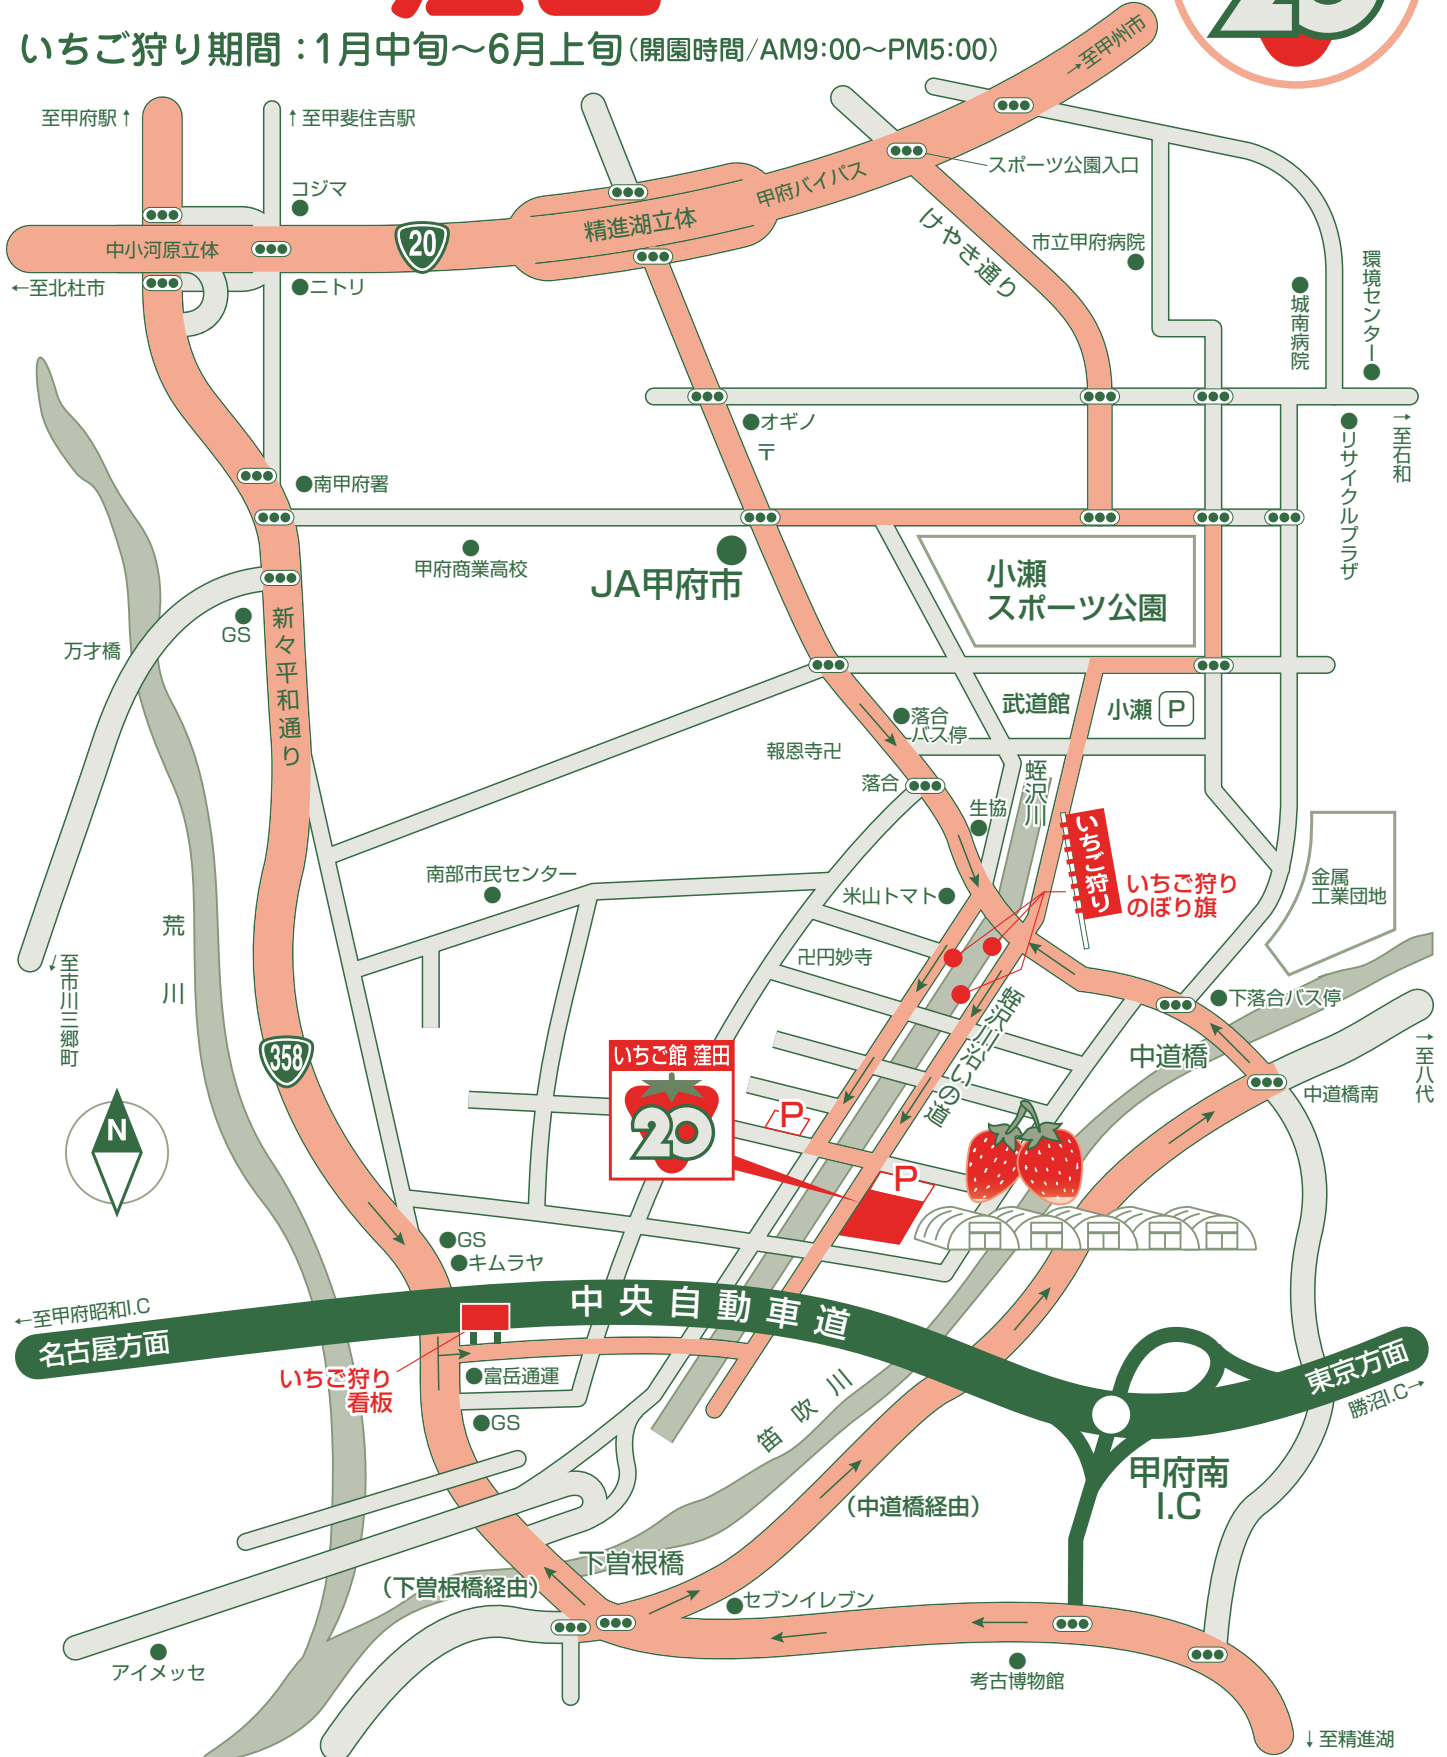 20
いちご狩り期間：1月中旬～6月上旬（開園時間/AM9:00～PM5:00）
→至甲州市
至甲府駅↑
↑至甲斐住吉駅
スポーツ公園入口
甲府バイパス
コジマ
精進湖立体
けやき通り
市立甲府病院
20
中小河原立体
←至北杜市
ニトリ
城南病院
環境センター
オギノ
〒
リサイクルプラザ
→至石和
南甲府署
甲府商業高校
JA甲府市
小瀬
スポーツ公園
GS
万才橋
新々平和通り
武道館
小瀬 P
落合
バス停
報恩寺卍
落合
蛭沢川
生協
いちご狩り
いちご狩り
のぼり旗
金属
工業団地
南部市民センター
米山トマト
荒川
卍円妙寺
→至市川三郷町
下落合バス停
蛭沢川沿いの道
中道橋
→至八代
358
いちご館 窪田
20
中道橋南
P
N
P
GS
キムラヤ
←至甲府昭和I.C
名古屋方面
中央自動車道
東京方面
勝沼I.C→
いちご狩り
看板
富岳通運
GS
笛吹川
甲府南
I.C
（中道橋経由）
下曽根橋
（下曽根橋経由）
セブンイレブン
アイメッセ
考古博物館
↓至精進湖